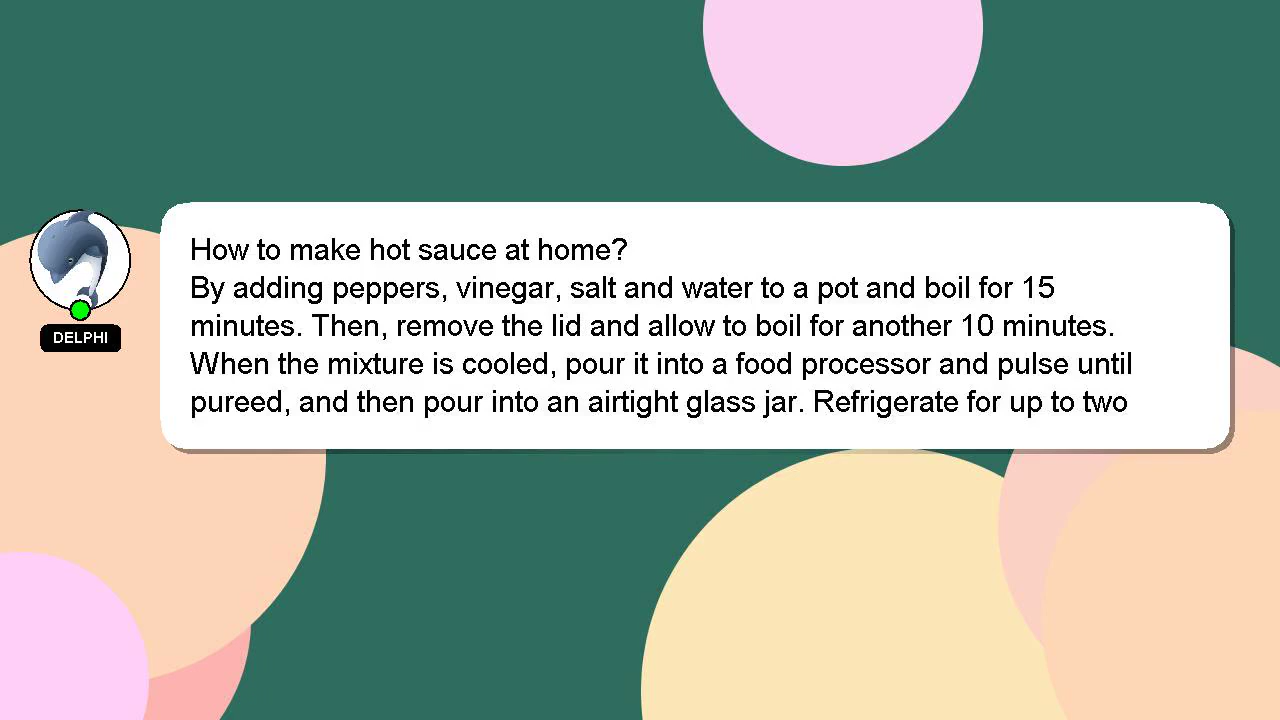 How to make hot sauce at home?
By adding peppers, vinegar, salt and water to a pot and boil for 15
minutes. Then, remove the lid and allow to boil for another 10 minutes.
When the mixture is cooled, pour it into a food processor and pulse until
pureed, and then pour into an airtight glass jar. Refrigerate for up to two
DELPHI